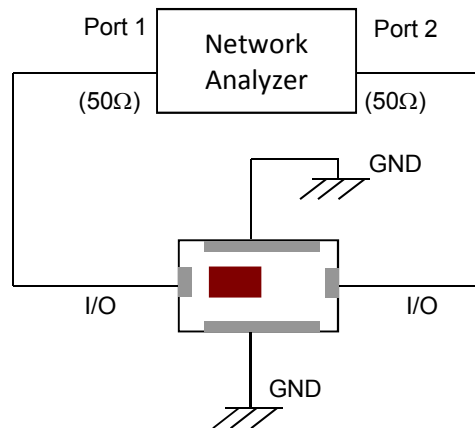 Port 1
Network
Analyzer
Port 2
(50Ω)
(50Ω)
GND
I/O
I/O
GND